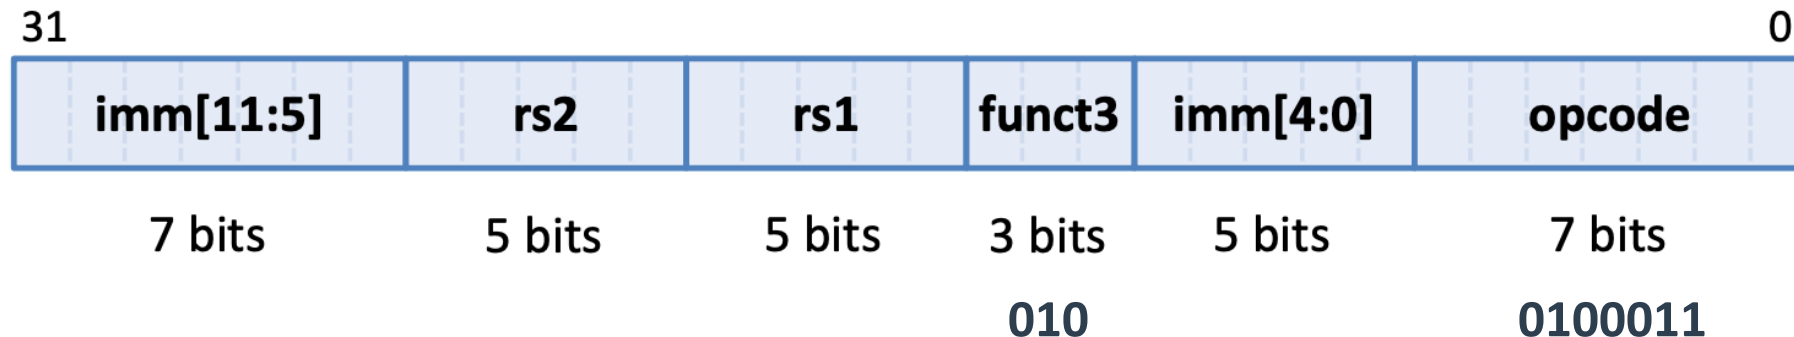 31 0
imm[11:5] rs2 rs1 funct3 imm[4:0] opcode
7 bits 5 bits 5 bits 3 bits 5 bits 7 bits
010 0100011